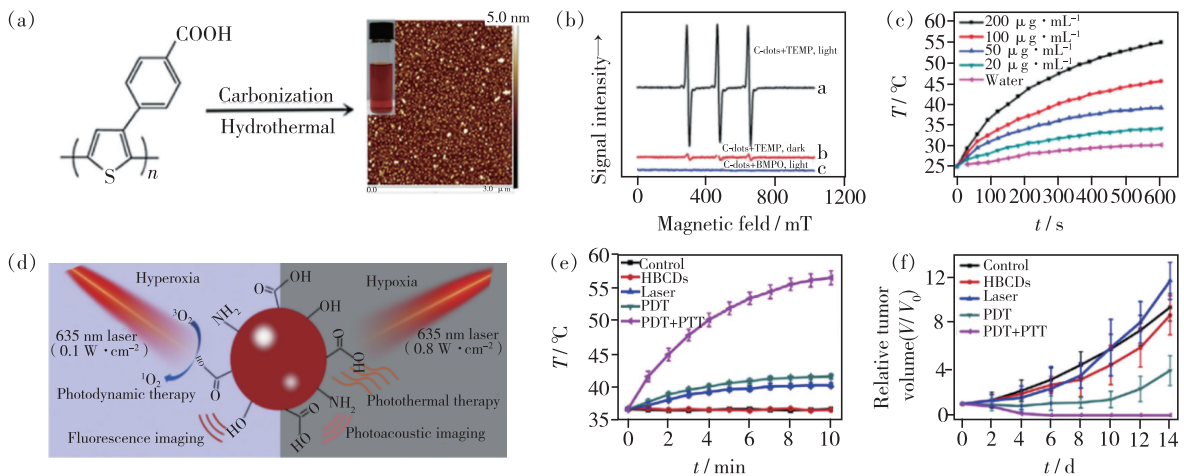 (a)
COOH
S
n
Carbonization
Hydrothermal
5.0 nm
0.0
3.0 μm
(b)
Signal intensity→
C-dots+TEMP, light
a
C-dots+TEMP, dark
b
C-dots+BMPO, light
c
0 400 800 1200
Magnetic feld / mT
(c)
T / ℃
60
55
50
45
40
35
30
25
200 μg·mL⁻¹
100 μg·mL⁻¹
50 μg·mL⁻¹
20 μg·mL⁻¹
Water
0 100 200 300 400 500 600
t / s
(d)
Hyperoxia
Hypoxia
³O₂
¹O₂
635 nm laser
(0.1 W·cm⁻²)
635 nm laser
(0.8 W·cm⁻²)
Photodynamic therapy
Photothermal therapy
Fluorescence imaging
Photoacoustic imaging
NH₂
O
OH
OH
O
OH
HO
O
HO
O
HO
NH₂
(e)
T / ℃
60
55
50
45
40
35
Control
HBCDs
Laser
PDT
PDT+PTT
0 2 4 6 8 10
t / min
(f)
Relative tumor
volume(V/V₀)
12
8
4
0
Control
HBCDs
Laser
PDT
PDT+PTT
0 2 4 6 8 10 12 14
t / d